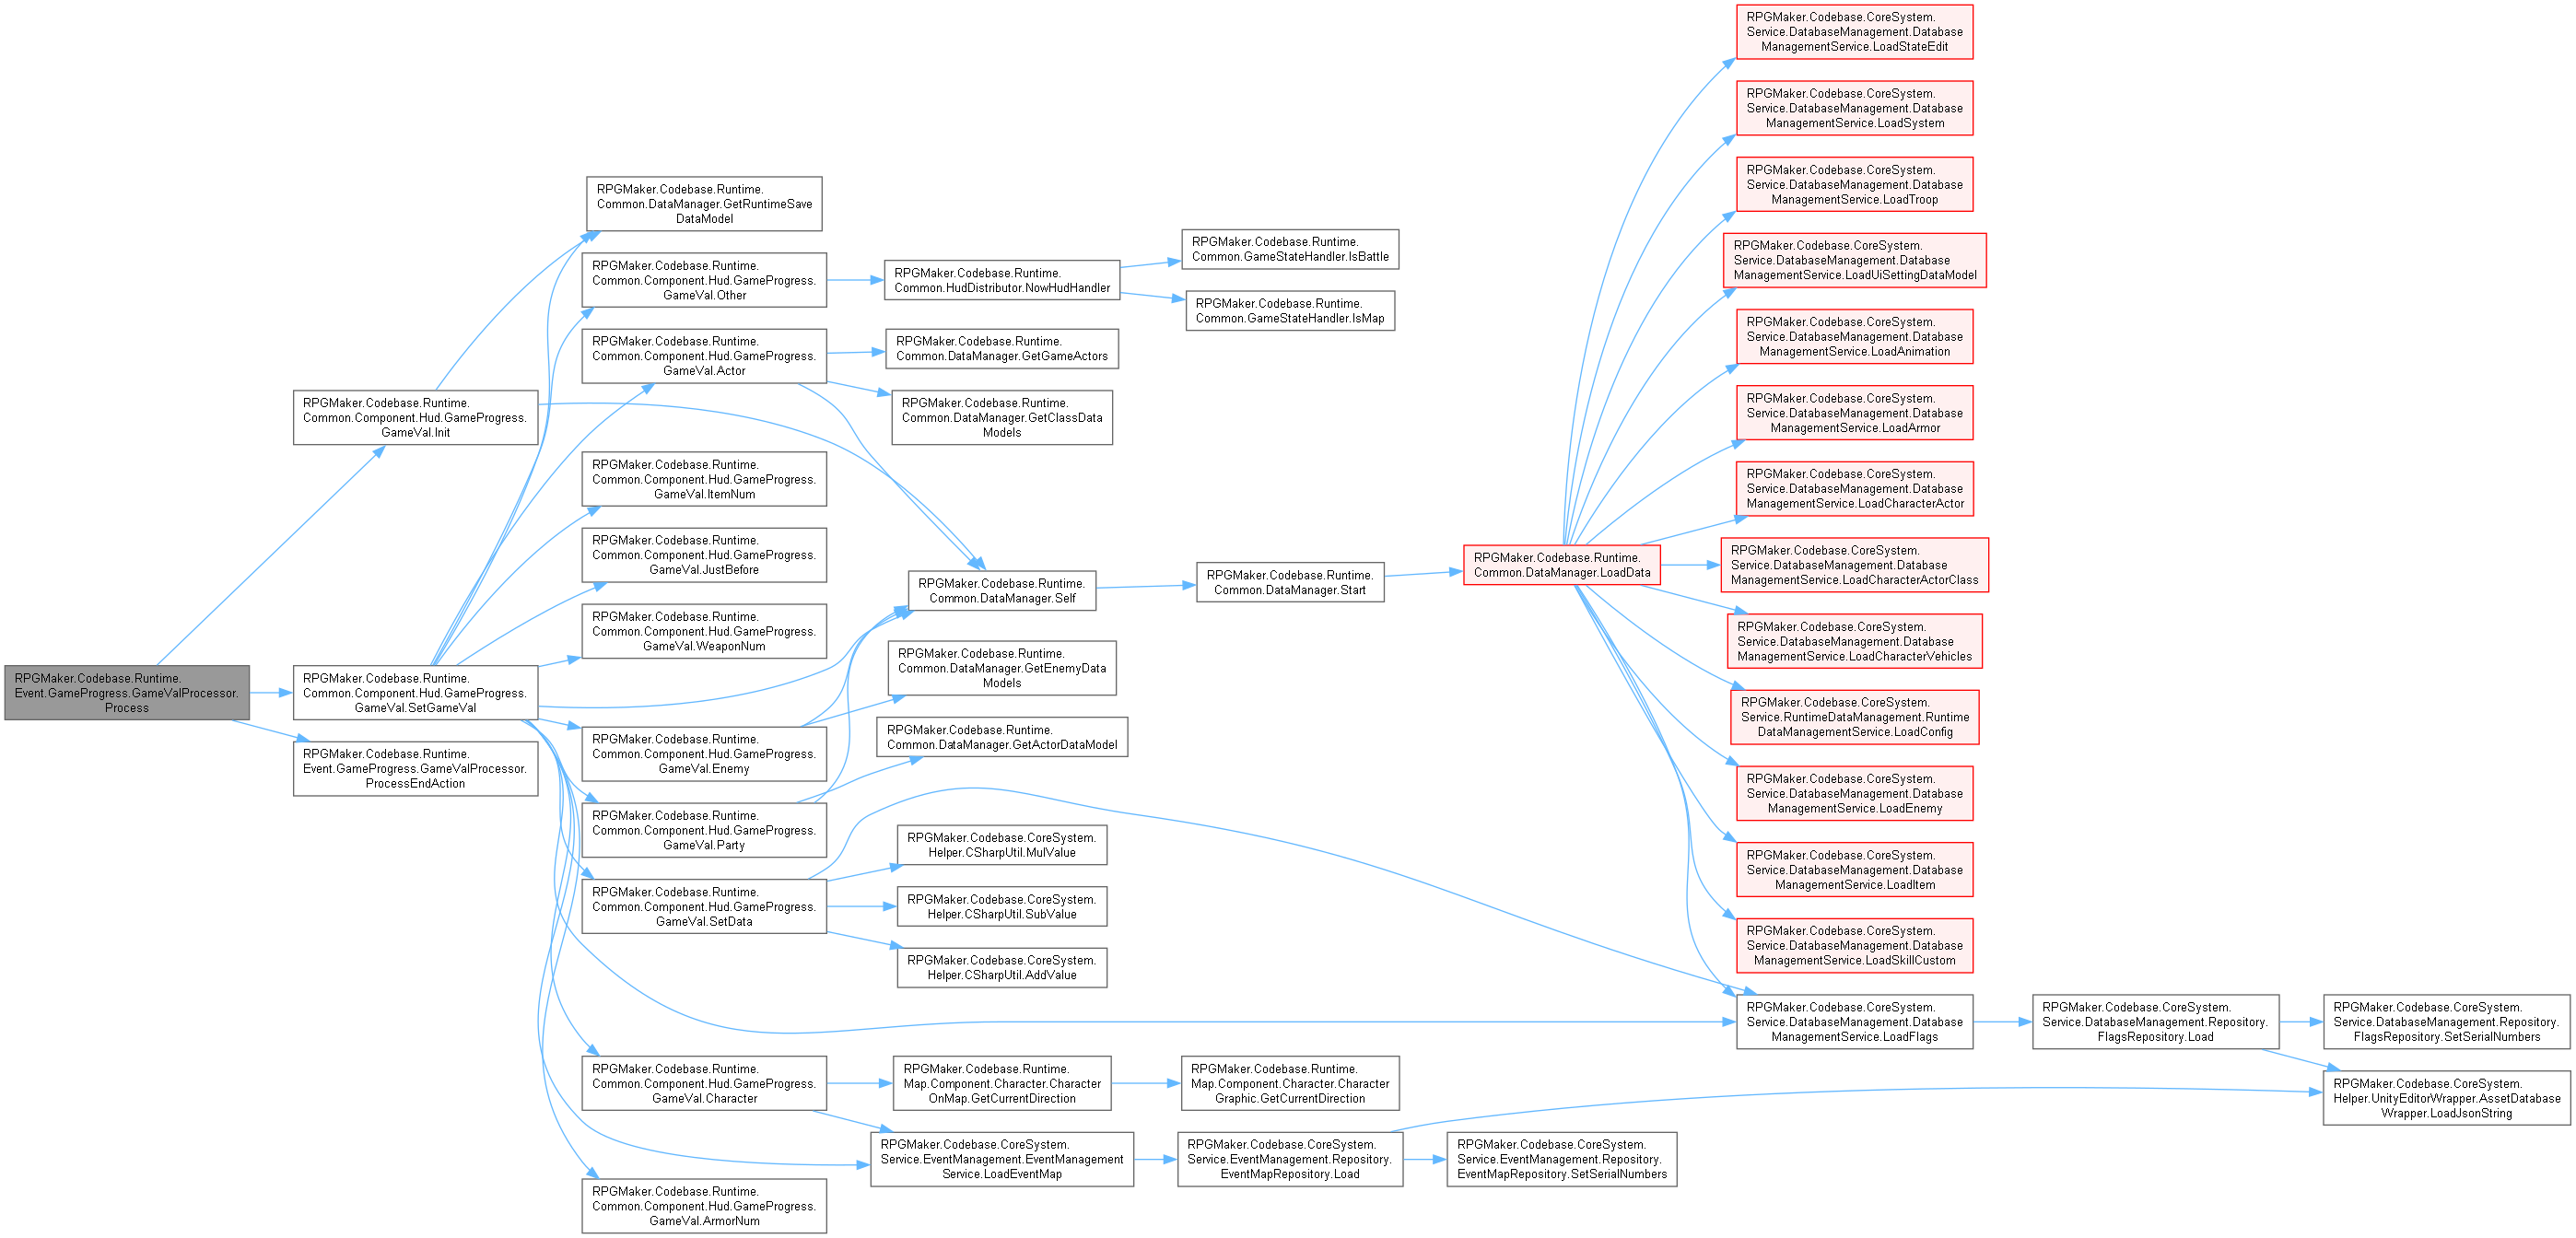 RPGMaker.Codebase.Runtime.
Event.GameProgress.GameValProcessor.
Process
RPGMaker.Codebase.Runtime.
Common.Component.Hud.GameProgress.
GameVal.Init
RPGMaker.Codebase.Runtime.
Common.Component.Hud.GameProgress.
GameVal.SetGameVal
RPGMaker.Codebase.Runtime.
Event.GameProgress.GameValProcessor.
ProcessEndAction
RPGMaker.Codebase.Runtime.
Common.DataManager.GetRuntimeSave
DataModel
RPGMaker.Codebase.Runtime.
Common.Component.Hud.GameProgress.
GameVal.Other
RPGMaker.Codebase.Runtime.
Common.Component.Hud.GameProgress.
GameVal.Actor
RPGMaker.Codebase.Runtime.
Common.Component.Hud.GameProgress.
GameVal.ItemNum
RPGMaker.Codebase.Runtime.
Common.Component.Hud.GameProgress.
GameVal.JustBefore
RPGMaker.Codebase.Runtime.
Common.Component.Hud.GameProgress.
GameVal.WeaponNum
RPGMaker.Codebase.Runtime.
Common.Component.Hud.GameProgress.
GameVal.Enemy
RPGMaker.Codebase.Runtime.
Common.Component.Hud.GameProgress.
GameVal.Party
RPGMaker.Codebase.Runtime.
Common.Component.Hud.GameProgress.
GameVal.SetData
RPGMaker.Codebase.Runtime.
Common.Component.Hud.GameProgress.
GameVal.Character
RPGMaker.Codebase.Runtime.
Common.Component.Hud.GameProgress.
GameVal.ArmorNum
RPGMaker.Codebase.Runtime.
Common.HudDistributor.NowHudHandler
RPGMaker.Codebase.Runtime.
Common.DataManager.GetGameActors
RPGMaker.Codebase.Runtime.
Common.DataManager.GetClassData
Models
RPGMaker.Codebase.Runtime.
Common.DataManager.Self
RPGMaker.Codebase.Runtime.
Common.DataManager.GetEnemyData
Models
RPGMaker.Codebase.Runtime.
Common.DataManager.GetActorDataModel
RPGMaker.Codebase.CoreSystem.
Helper.CSharpUtil.MulValue
RPGMaker.Codebase.CoreSystem.
Helper.CSharpUtil.SubValue
RPGMaker.Codebase.CoreSystem.
Helper.CSharpUtil.AddValue
RPGMaker.Codebase.Runtime.
Map.Component.Character.Character
OnMap.GetCurrentDirection
RPGMaker.Codebase.CoreSystem.
Service.EventManagement.EventManagement
Service.LoadEventMap
RPGMaker.Codebase.Runtime.
Common.GameStateHandler.IsBattle
RPGMaker.Codebase.Runtime.
Common.GameStateHandler.IsMap
RPGMaker.Codebase.Runtime.
Common.DataManager.Start
RPGMaker.Codebase.Runtime.
Map.Component.Character.Character
Graphic.GetCurrentDirection
RPGMaker.Codebase.CoreSystem.
Service.EventManagement.Repository.
EventMapRepository.Load
RPGMaker.Codebase.Runtime.
Common.DataManager.LoadData
RPGMaker.Codebase.CoreSystem.
Service.EventManagement.Repository.
EventMapRepository.SetSerialNumbers
RPGMaker.Codebase.CoreSystem.
Service.DatabaseManagement.Database
ManagementService.LoadStateEdit
RPGMaker.Codebase.CoreSystem.
Service.DatabaseManagement.Database
ManagementService.LoadSystem
RPGMaker.Codebase.CoreSystem.
Service.DatabaseManagement.Database
ManagementService.LoadTroop
RPGMaker.Codebase.CoreSystem.
Service.DatabaseManagement.Database
ManagementService.LoadUiSettingDataModel
RPGMaker.Codebase.CoreSystem.
Service.DatabaseManagement.Database
ManagementService.LoadAnimation
RPGMaker.Codebase.CoreSystem.
Service.DatabaseManagement.Database
ManagementService.LoadArmor
RPGMaker.Codebase.CoreSystem.
Service.DatabaseManagement.Database
ManagementService.LoadCharacterActor
RPGMaker.Codebase.CoreSystem.
Service.DatabaseManagement.Database
ManagementService.LoadCharacterActorClass
RPGMaker.Codebase.CoreSystem.
Service.DatabaseManagement.Database
ManagementService.LoadCharacterVehicles
RPGMaker.Codebase.CoreSystem.
Service.RuntimeDataManagement.Runtime
DataManagementService.LoadConfig
RPGMaker.Codebase.CoreSystem.
Service.DatabaseManagement.Database
ManagementService.LoadEnemy
RPGMaker.Codebase.CoreSystem.
Service.DatabaseManagement.Database
ManagementService.LoadItem
RPGMaker.Codebase.CoreSystem.
Service.DatabaseManagement.Database
ManagementService.LoadSkillCustom
RPGMaker.Codebase.CoreSystem.
Service.DatabaseManagement.Database
ManagementService.LoadFlags
RPGMaker.Codebase.CoreSystem.
Service.DatabaseManagement.Repository.
FlagsRepository.Load
RPGMaker.Codebase.CoreSystem.
Service.DatabaseManagement.Repository.
FlagsRepository.SetSerialNumbers
RPGMaker.Codebase.CoreSystem.
Helper.UnityEditorWrapper.AssetDatabase
Wrapper.LoadJsonString